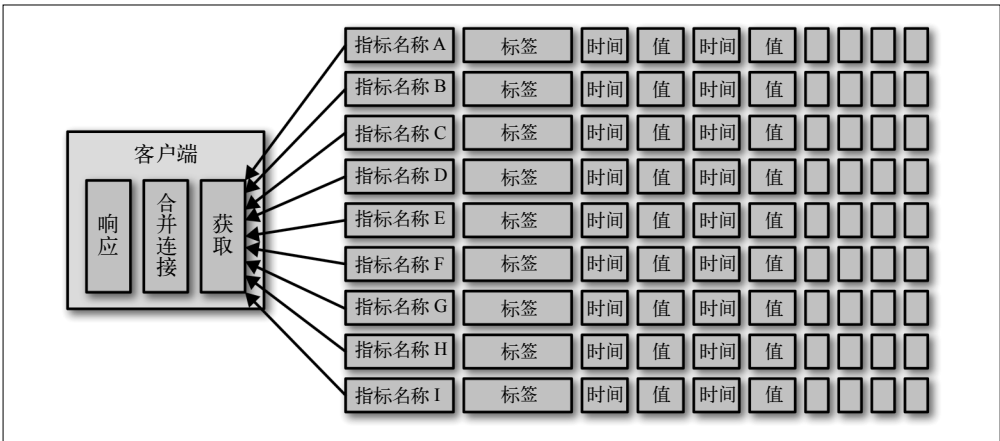 指标名称 A 标签 时间 值 时间 值
指标名称 B 标签 时间 值 时间 值
指标名称 C 标签 时间 值 时间 值
指标名称 D 标签 时间 值 时间 值
指标名称 E 标签 时间 值 时间 值
指标名称 F 标签 时间 值 时间 值
指标名称 G 标签 时间 值 时间 值
指标名称 H 标签 时间 值 时间 值
指标名称 I 标签 时间 值 时间 值
客户端
响应
合并连接
获取